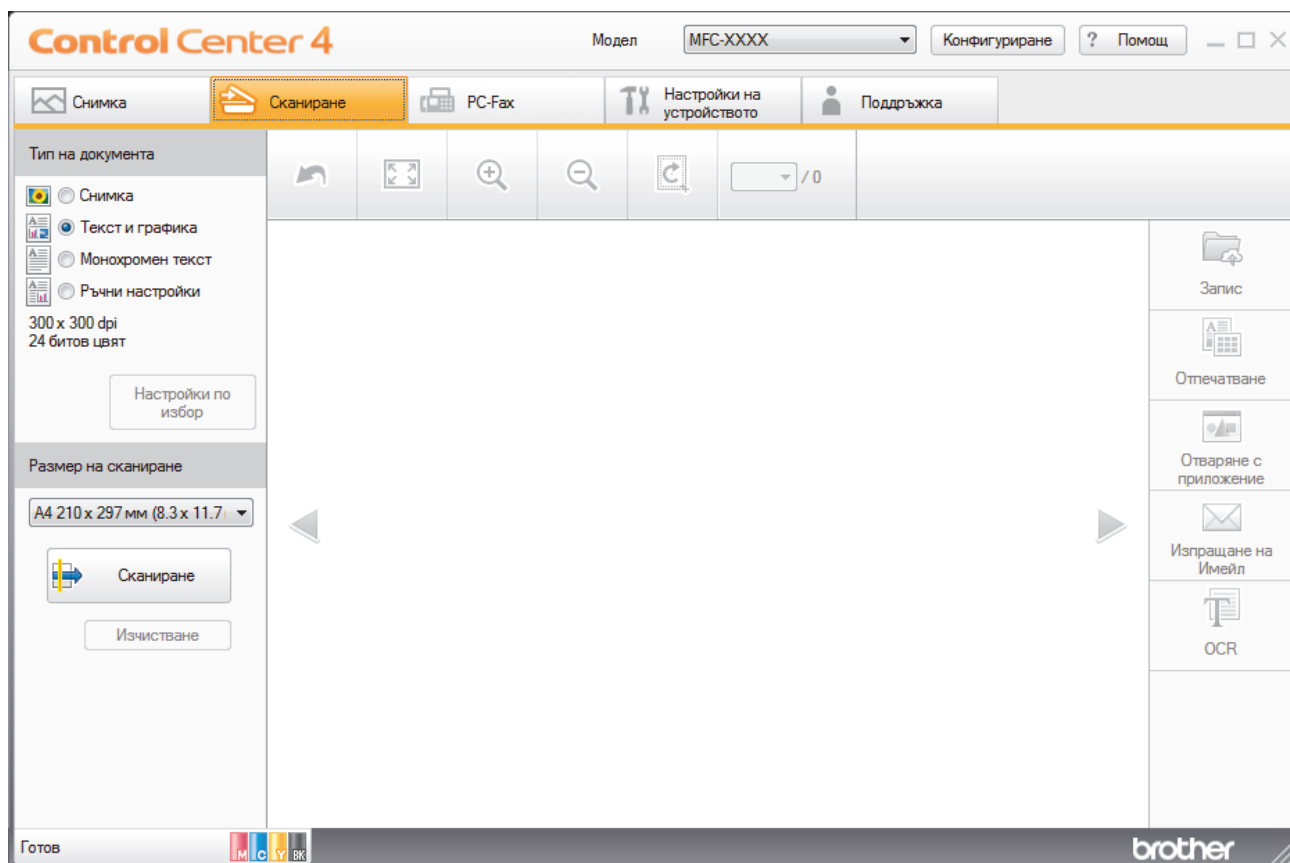 Control Center 4
Модел
MFC-XXXX
Конфигуриране
? Помощ
Снимка
Сканиране
PC-Fax
Настройки на
устройството
Поддръжка
Тип на документа
Снимка
Текст и графика
Монохромен текст
Ръчни настройки
300 x 300 dpi
24 битов цвят
Настройки по
избор
Размер на сканиране
A4 210 x 297 мм (8.3 x 11.7
Сканиране
Изчистване
/ 0
Запис
Отпечатване
Отваряне с
приложение
Изпращане на
Имейл
OCR
Готов
M C Y BK
brother